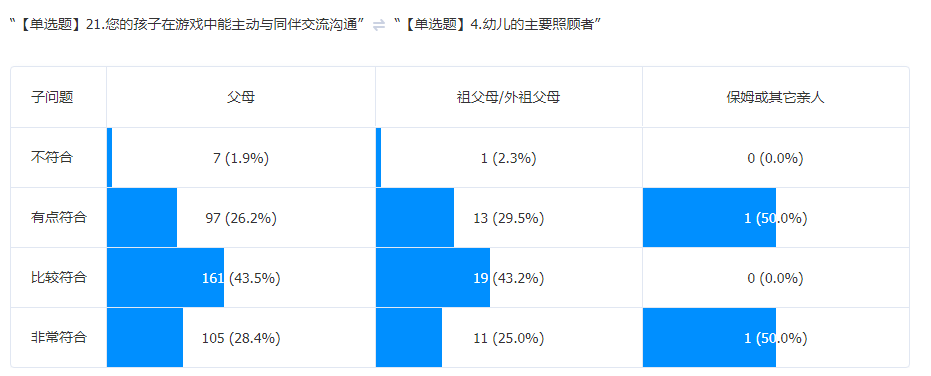 “【单选题】21.您的孩子在游戏中能主动与同伴交流沟通” ⇌ “【单选题】4.幼儿的主要照顾者”
子问题 父母 祖父母/外祖父母 保姆或其它亲人
不符合 7 (1.9%) 1 (2.3%) 0 (0.0%)
有点符合 97 (26.2%) 13 (29.5%) 1 (50.0%)
比较符合 161 (43.5%) 19 (43.2%) 0 (0.0%)
非常符合 105 (28.4%) 11 (25.0%) 1 (50.0%)